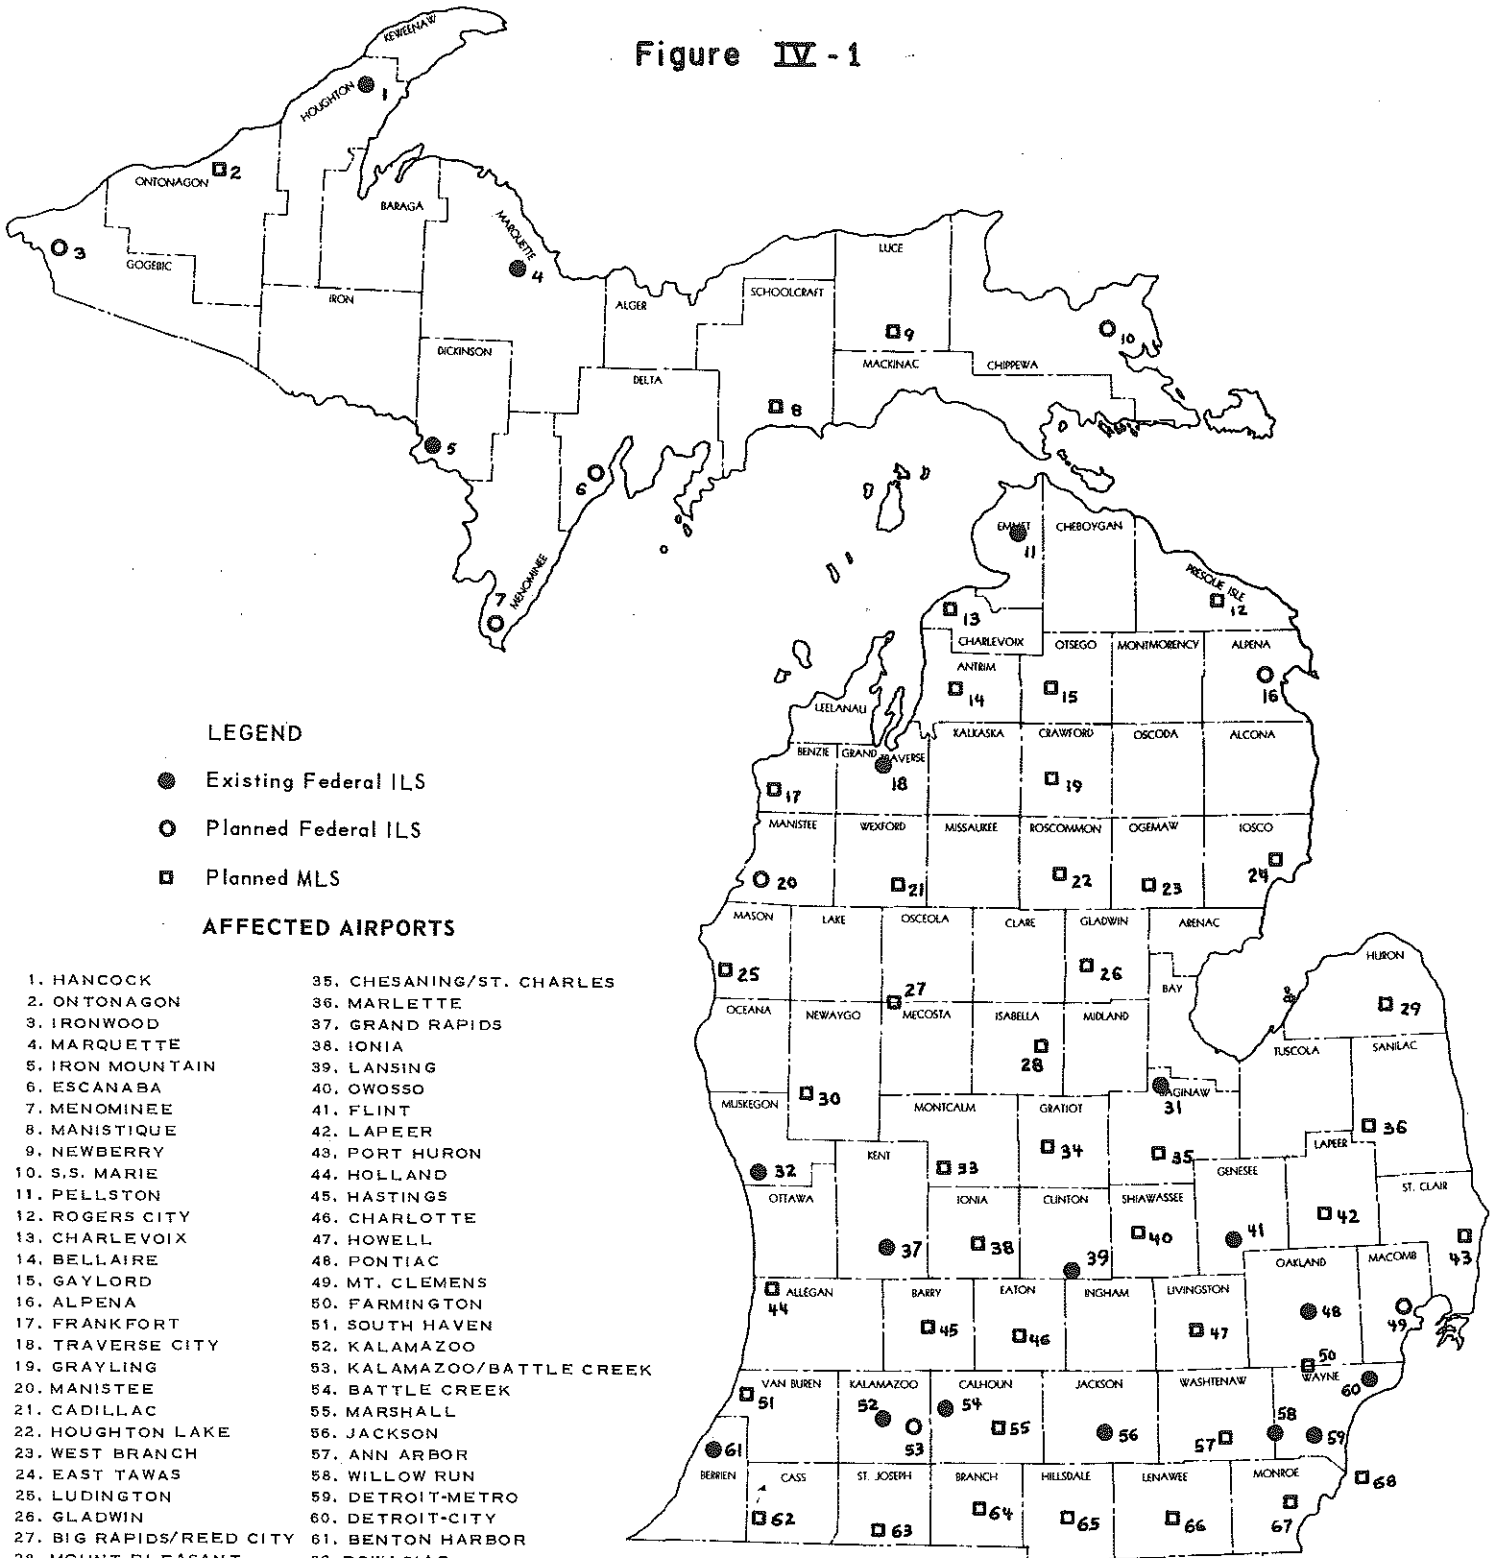 Figure IV - 1
KEWEENAW
HOUGHTON
1
ONTONAGON
2
BARAGA
3
GOGEBIC
MARQUETTE
4
IRON
ALGER
SCHOOLCRAFT
LUCE
9
10
DICKINSON
DELTA
MACKINAC
CHIPPEWA
8
5
6
7
MENOMINEE
EMMET
11
CHEBOYGAN
PRESQUE ISLE
12
13
CHARLEVOIX
OTSEGO
MONTMORENCY
ALPENA
ANTRIM
14
15
16
LEELANAU
KALKASKA
CRAWFORD
OSCODA
ALCONA
BENZIE
GRAND TRAVERSE
17
18
19
MANISTEE
WEXFORD
MISSAUKEE
ROSCOMMON
OGEMAW
IOSCO
20
21
22
23
24
MASON
LAKE
OSCEOLA
CLARE
GLADWIN
ARENAC
HURON
25
26
27
BAY
29
OCEANA
NEWAYGO
MECOSTA
ISABELLA
MIDLAND
28
TUSCOLA
SANILAC
MUSKEGON
30
MONTCALM
GRATIOT
SAGINAW
31
36
32
KENT
33
34
35
GENESEE
LAPEER
OTTAWA
IONIA
CLINTON
SHIAWASSEE
ST. CLAIR
37
38
39
40
41
42
43
OAKLAND
MACOMB
44
ALLEGAN
BARRY
EATON
INGHAM
LIVINGSTON
45
46
47
48
49
50
51
VAN BUREN
KALAMAZOO
CALHOUN
JACKSON
WASHTENAW
WAYNE
60
52
53
54
55
56
57
58
59
61
BERRIEN
CASS
ST. JOSEPH
BRANCH
HILLSDALE
LENAWEE
MONROE
68
62
63
64
65
66
67
LEGEND
Existing Federal ILS
Planned Federal ILS
Planned MLS
AFFECTED AIRPORTS
1. HANCOCK
2. ONTONAGON
3. IRONWOOD
4. MARQUETTE
5. IRON MOUNTAIN
6. ESCANABA
7. MENOMINEE
8. MANISTIQUE
9. NEWBERRY
10. S.S. MARIE
11. PELLSTON
12. ROGERS CITY
13. CHARLEVOIX
14. BELLAIRE
15. GAYLORD
16. ALPENA
17. FRANKFORT
18. TRAVERSE CITY
19. GRAYLING
20. MANISTEE
21. CADILLAC
22. HOUGHTON LAKE
23. WEST BRANCH
24. EAST TAWAS
25. LUDINGTON
26. GLADWIN
27. BIG RAPIDS/REED CITY
35. CHESANING/ST. CHARLES
36. MARLETTE
37. GRAND RAPIDS
38. IONIA
39. LANSING
40. OWOSSO
41. FLINT
42. LAPEER
43. PORT HURON
44. HOLLAND
45. HASTINGS
46. CHARLOTTE
47. HOWELL
48. PONTIAC
49. MT. CLEMENS
50. FARMINGTON
51. SOUTH HAVEN
52. KALAMAZOO
53. KALAMAZOO/BATTLE CREEK
54. BATTLE CREEK
55. MARSHALL
56. JACKSON
57. ANN ARBOR
58. WILLOW RUN
59. DETROIT-METRO
60. DETROIT-CITY
61. BENTON HARBOR